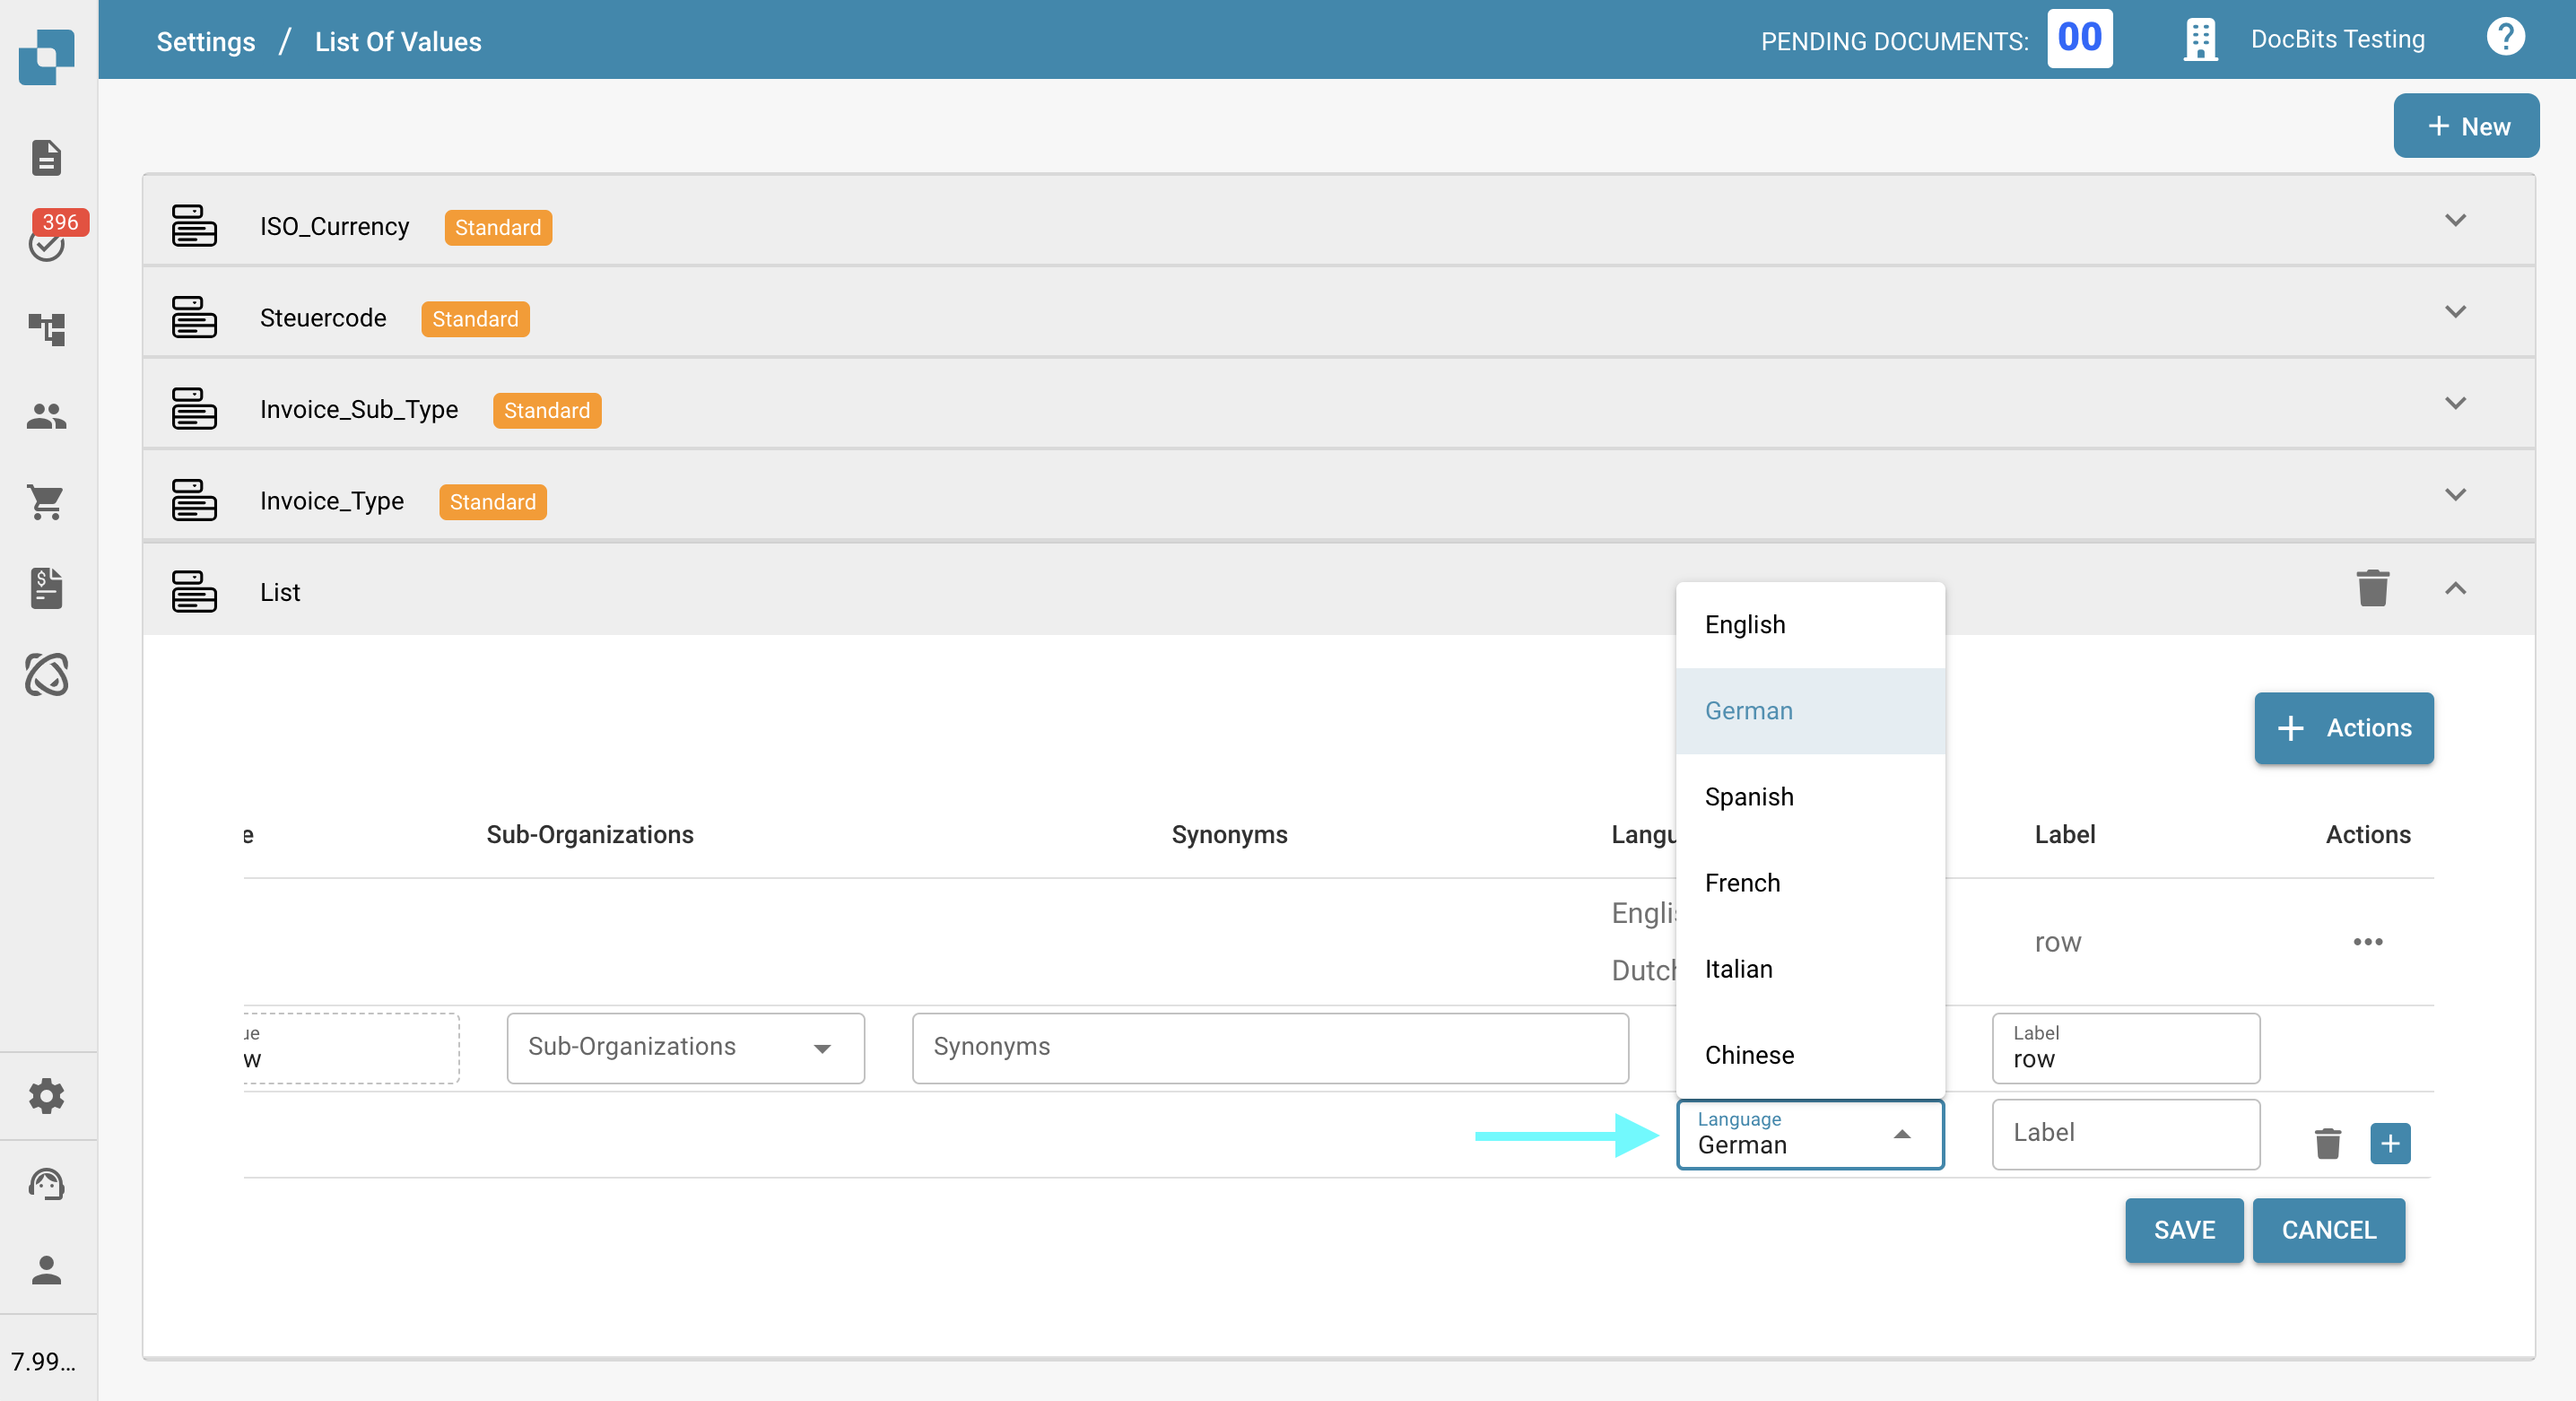 Settings / List Of Values
PENDING DOCUMENTS: 00
DocBits Testing
?
+ New
396
ISO_Currency Standard
Steuercode Standard
Invoice_Sub_Type Standard
Invoice_Type Standard
List
English
German
Spanish
French
Italian
Chinese
+ Actions
e Sub-Organizations Synonyms Langu Label Actions
Englis
row
Dutch
ue
w
Sub-Organizations
Synonyms
Label
row
Language
German
Label
SAVE CANCEL
7.99...